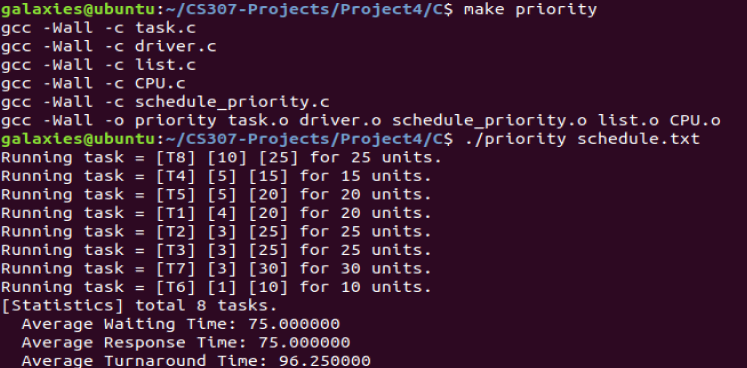 galaxies@ubuntu:~/CS307-Projects/Project4/C$ make priority
gcc -Wall -c task.c
gcc -Wall -c driver.c
gcc -Wall -c list.c
gcc -Wall -c CPU.c
gcc -Wall -c schedule_priority.c
gcc -Wall -o priority task.o driver.o schedule_priority.o list.o CPU.o
galaxies@ubuntu:~/CS307-Projects/Project4/C$ ./priority schedule.txt
Running task = [T8] [10] [25] for 25 units.
Running task = [T4] [5] [15] for 15 units.
Running task = [T5] [5] [20] for 20 units.
Running task = [T1] [4] [20] for 20 units.
Running task = [T2] [3] [25] for 25 units.
Running task = [T3] [3] [25] for 25 units.
Running task = [T7] [3] [30] for 30 units.
Running task = [T6] [1] [10] for 10 units.
[Statistics] total 8 tasks.
  Average Waiting Time: 75.000000
  Average Response Time: 75.000000
  Average Turnaround Time: 96.250000